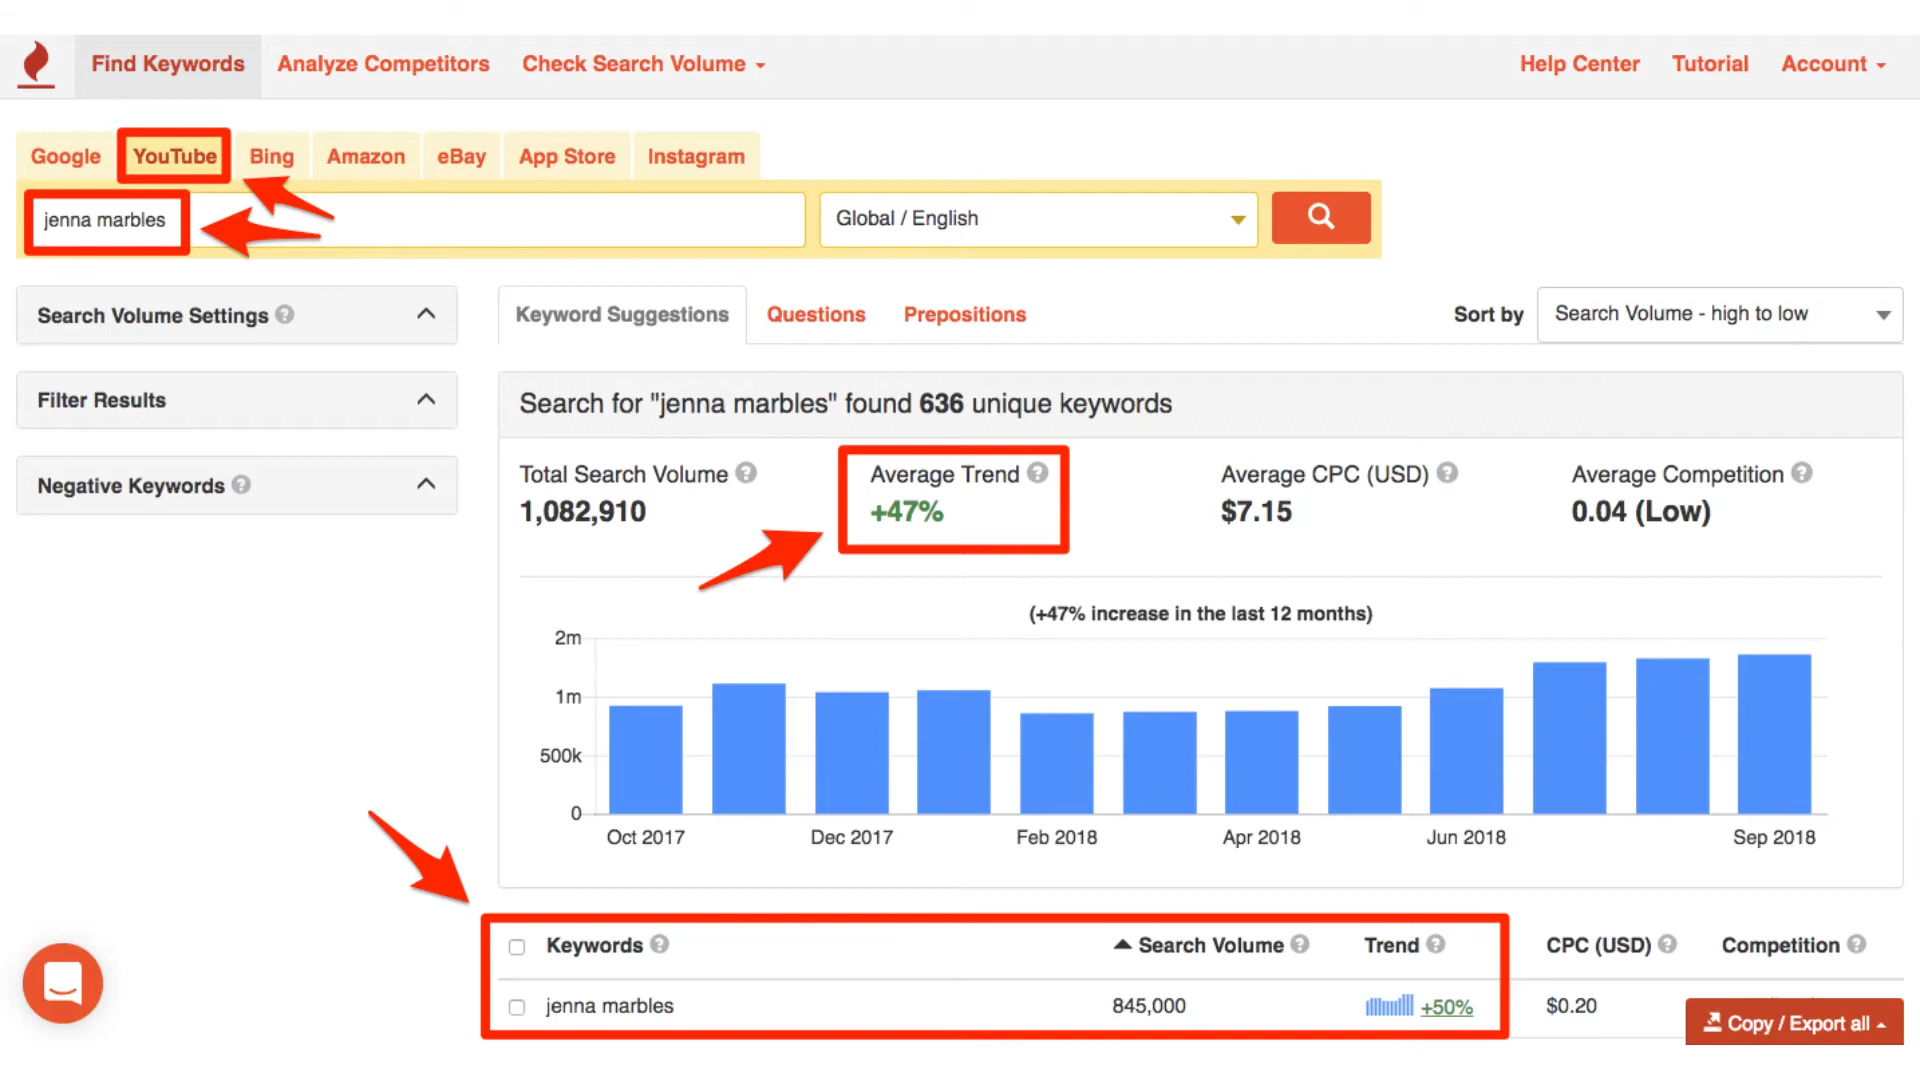 Find Keywords Analyze Competitors Check Search Volume Help Center Tutorial Account
Google YouTube Bing Amazon eBay App Store Instagram
jenna marbles Global / English
Search Volume Settings ? Keyword Suggestions Questions Prepositions Sort by Search Volume - high to low
Filter Results Search for "jenna marbles" found 636 unique keywords
Negative Keywords ? Total Search Volume ? Average Trend ? Average CPC (USD) ? Average Competition ?
1,082,910 +47% $7.15 0.04 (Low)
(+47% increase in the last 12 months)
2m
1m
500k
0
Oct 2017 Dec 2017 Feb 2018 Apr 2018 Jun 2018 Sep 2018
Keywords ? Search Volume ? Trend ? CPC (USD) ? Competition ?
jenna marbles 845,000 +50% $0.20
Copy / Export all